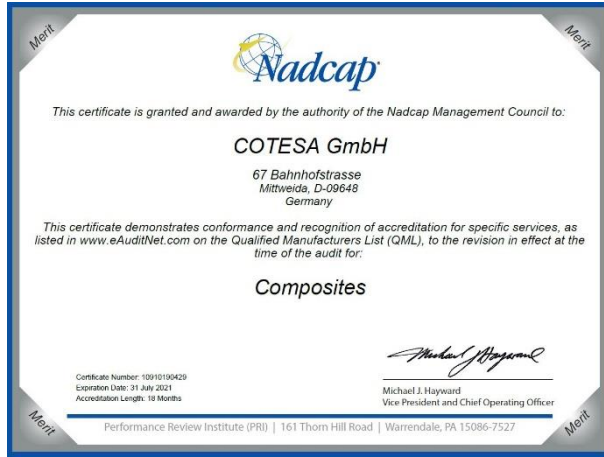 Merit
Merit
Nadcap
This certificate is granted and awarded by the authority of the Nadcap Management Council to:
COTESA GmbH
67 Bahnhofstrasse
Mittweida, D-09648
Germany
This certificate demonstrates conformance and recognition of accreditation for specific services, as
listed in www.eAuditNet.com on the Qualified Manufacturers List (QML), to the revision in effect at the
time of the audit for:
Composites
Certificate Number: 10910190429
Expiration Date: 31 July 2021
Accreditation Length: 18 Months
Michael J Hayward
Michael J. Hayward
Vice President and Chief Operating Officer
Merit
Merit
Performance Review Institute (PRI) | 161 Thorn Hill Road | Warrendale, PA 15086-7527